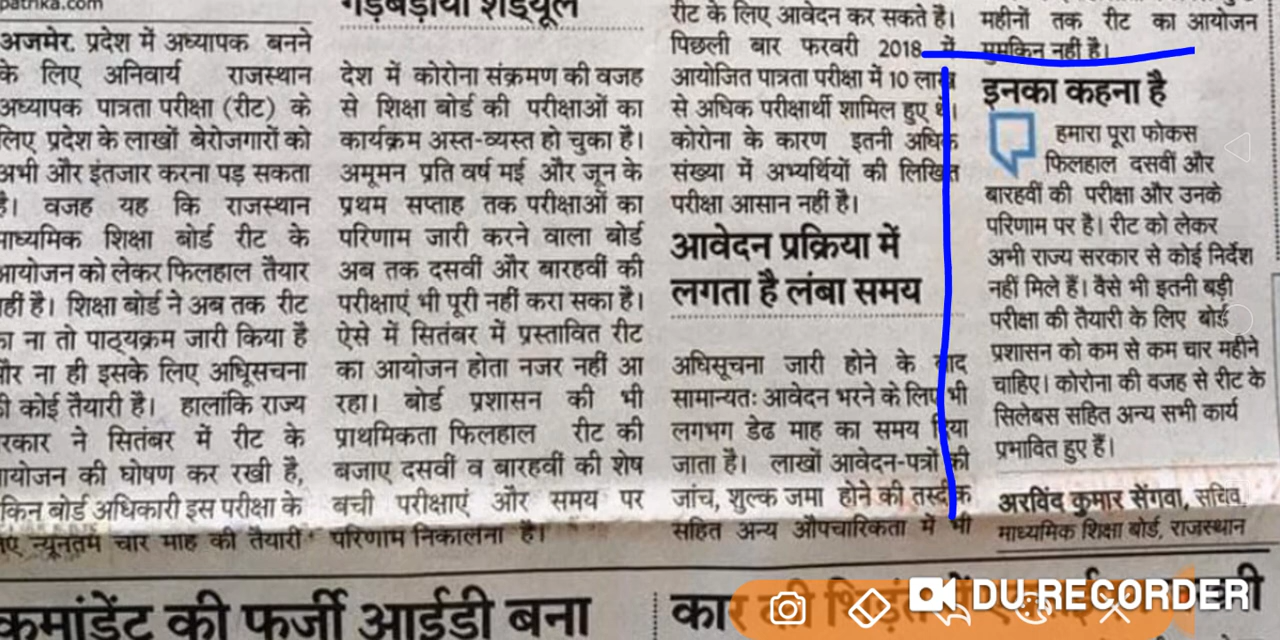 patrika.com
अजमेर. प्रदेश में अध्यापक बनने
के लिए अनिवार्य राजस्थान
अध्यापक पात्रता परीक्षा (रीट) के
लिए प्रदेश के लाखों बेरोजगारों को
अभी और इंतजार करना पड़ सकता
है। वजह यह कि राजस्थान
माध्यमिक शिक्षा बोर्ड रीट के
आयोजन को लेकर फिलहाल तैयार
नहीं है। शिक्षा बोर्ड ने अब तक रीट
का ना तो पाठ्यक्रम जारी किया है
और ना ही इसके लिए अधिूसचना
की कोई तैयारी है। हालांकि राज्य
रकार ने सितंबर में रीट के
आयोजन की घोषण कर रखी है,
किन बोर्ड अधिकारी इस परीक्षा के
लिए न्यूनतम चार माह की तैयारी
गड़बड़ाया शेड्यूल
देश में कोरोना संक्रमण की वजह
से शिक्षा बोर्ड की परीक्षाओं का
कार्यक्रम अस्त-व्यस्त हो चुका है।
अमूमन प्रति वर्ष मई और जून के
प्रथम सप्ताह तक परीक्षाओं का
परिणाम जारी करने वाला बोर्ड
अब तक दसवीं और बारहवीं की
परीक्षाएं भी पूरी नहीं करा सका है।
ऐसे में सितंबर में प्रस्तावित रीट
का आयोजन होता नजर नहीं आ
रहा। बोर्ड प्रशासन की भी
प्राथमिकता फिलहाल रीट की
बजाए दसवीं व बारहवीं की शेष
बची परीक्षाएं और समय पर
परिणाम निकालना है।
रीट के लिए आवेदन कर सकते है।
पिछली बार फरवरी 2018 में
आयोजित पात्रता परीक्षा में 10 लाख
से अधिक परीक्षार्थी शामिल हुए थे।
कोरोना के कारण इतनी अधिक
संख्या में अभ्यर्थियों की लिखित
परीक्षा आसान नहीं है।
आवेदन प्रक्रिया में
लगता है लंबा समय
अधिसूचना जारी होने के बाद
सामान्यतः आवेदन भरने के लिए भी
लगभग डेढ माह का समय दिया
जाता है। लाखों आवेदन-पत्रों की
जांच, शुल्क जमा होने की तस्दीक
सहित अन्य औपचारिकता में भी
महीनों तक रीट का आयोजन
मुमकिन नहीं है।
इनका कहना है
हमारा पूरा फोकस
फिलहाल दसवीं और
बारहवीं की परीक्षा और उनके
परिणाम पर है। रीट को लेकर
अभी राज्य सरकार से कोई निर्देश
नहीं मिले हैं। वैसे भी इतनी बड़ी
परीक्षा की तैयारी के लिए बोर्ड
प्रशासन को कम से कम चार महीने
चाहिए। कोरोना की वजह से रीट के
सिलेबस सहित अन्य सभी कार्य
प्रभावित हुए हैं।
अरविंद कुमार सेंगवा, सचिव,
माध्यमिक शिक्षा बोर्ड, राजस्थान
कमांडेंट की फर्जी आईडी बना
कार की भिड़ंत में
DU RECORDER